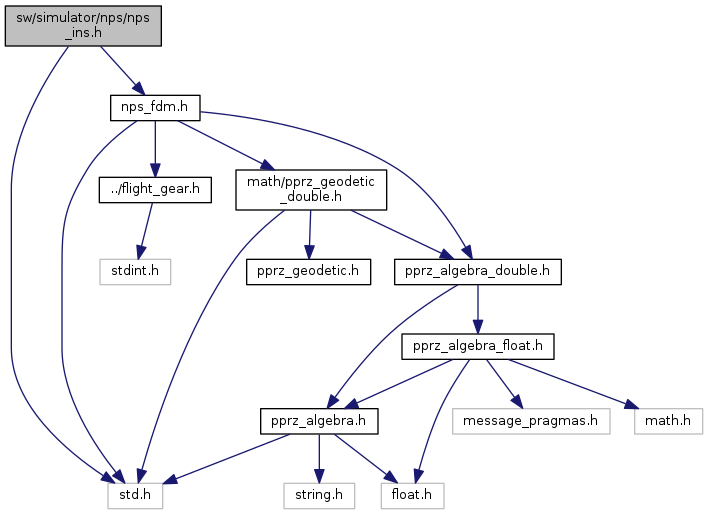 sw/simulator/nps/nps
_ins.h
nps_fdm.h
../flight_gear.h
math/pprz_geodetic
_double.h
stdint.h
pprz_geodetic.h
pprz_algebra_double.h
pprz_algebra_float.h
pprz_algebra.h
message_pragmas.h
math.h
std.h
string.h
float.h